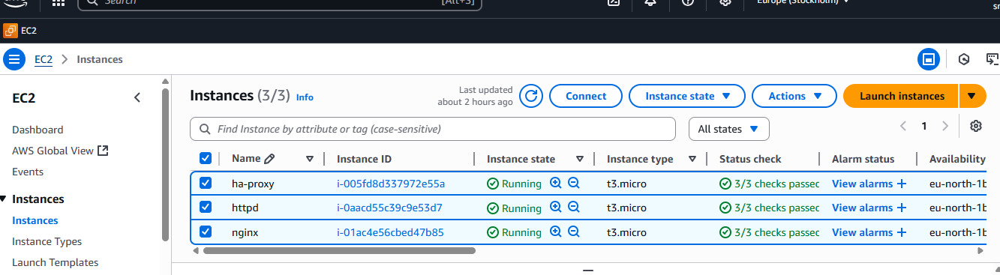 Search
[Alt+S]
Europe (Stockholm)
EC2
EC2
Instances
EC2
Dashboard
AWS Global View
Events
Instances
Instances
Instance Types
Launch Templates
Instances (3/3) Info
Last updated
about 2 hours ago
Connect
Instance state
Actions
Launch instances
Find Instance by attribute or tag (case-sensitive)
All states
1
Name Instance ID Instance state Instance type Status check Alarm status Availability
ha-proxy i-005fd8d337972e55a Running t3.micro 3/3 checks passec View alarms + eu-north-1b
httpd i-0aacd55c39c9e53d7 Running t3.micro 3/3 checks passec View alarms + eu-north-1b
nginx i-01ac4e56cbed47b85 Running t3.micro 3/3 checks passec View alarms + eu-north-1b